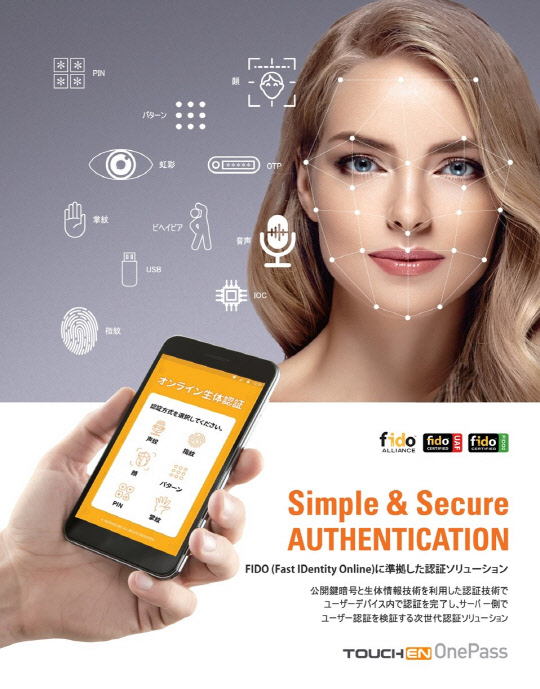 PIN
顔
パターン
虹彩
OTP
掌紋
ビヘイビア
音声
USB
IOC
指紋
オンライン生体認証
認証方式を選択してください。
声紋
指紋
顔
パターン
PIN
掌紋
fido
ALLIANCE
fido
CERTIFIED
UAF
fido
CERTIFIED
Simple & Secure
AUTHENTICATION
FIDO (Fast IDentity Online)に準拠した認証ソリューション
公開鍵暗号と生体情報技術を利用した認証技術で
ユーザーデバイス内で認証を完了し、サーバー側で
ユーザー認証を検証する次世代認証ソリューション
TOUCH EN OnePass